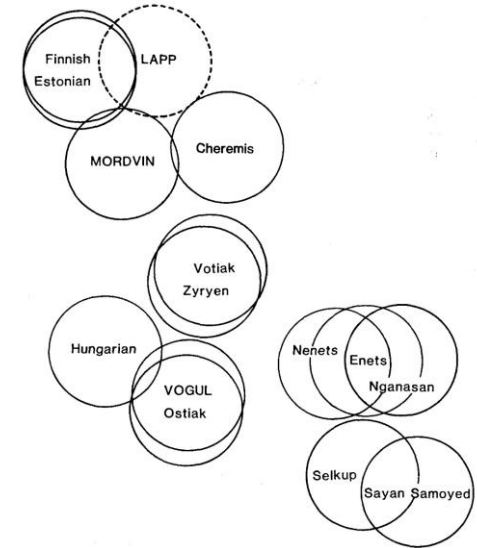 Finnish
Estonian
LAPP
MORDVIN
Cheremis
Votiak
Zyryen
Hungarian
VOGUL
Ostiak
Nenets
Enets
Nganasan
Selkup
Sayan Samoyed